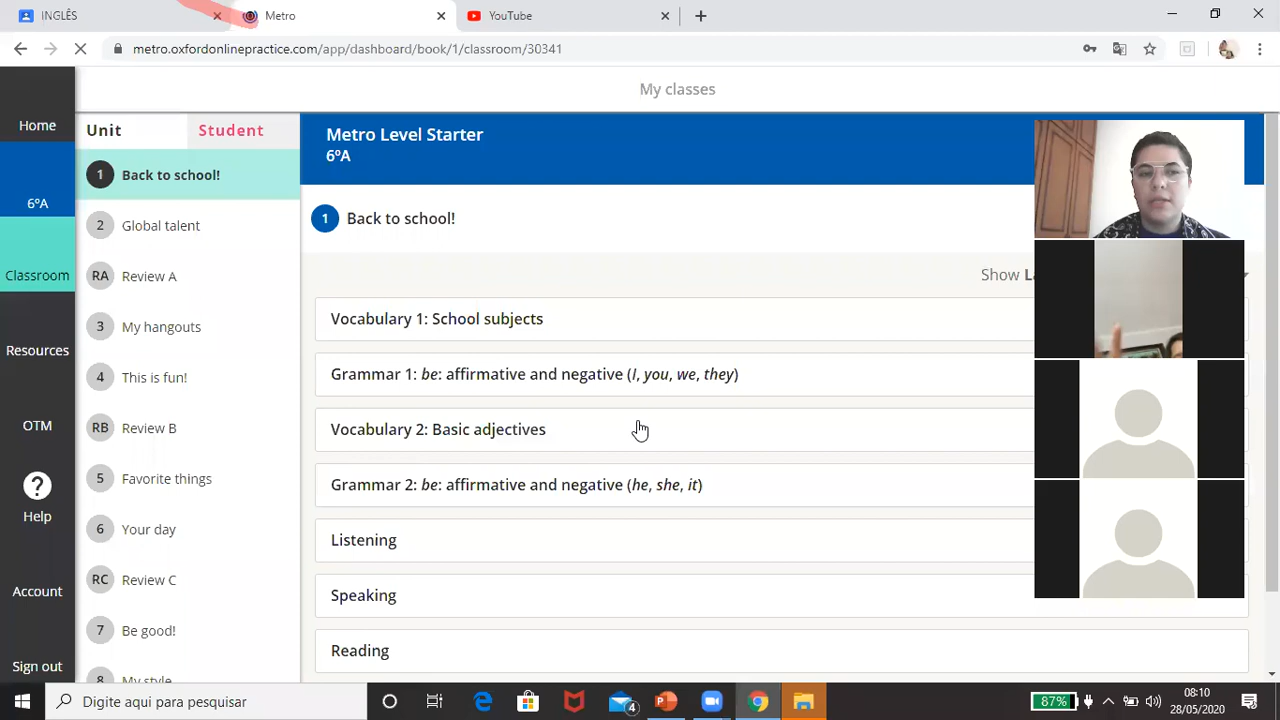 INGLÊS
Metro
YouTube
metro.oxfordonlinepractice.com/app/dashboard/book/1/classroom/30341
My classes
Home
6ºA
Classroom
Resources
OTM
?
Help
Account
Sign out
Unit
Student
1 Back to school!
2 Global talent
RA Review A
3 My hangouts
4 This is fun!
RB Review B
5 Favorite things
6 Your day
RC Review C
7 Be good!
8 My style
Metro Level Starter
6ºA
1 Back to school!
Show
Vocabulary 1: School subjects
Grammar 1: be: affirmative and negative (I, you, we, they)
Vocabulary 2: Basic adjectives
Grammar 2: be: affirmative and negative (he, she, it)
Listening
Speaking
Reading
Digite aqui para pesquisar
4
87%
08:10
28/05/2020